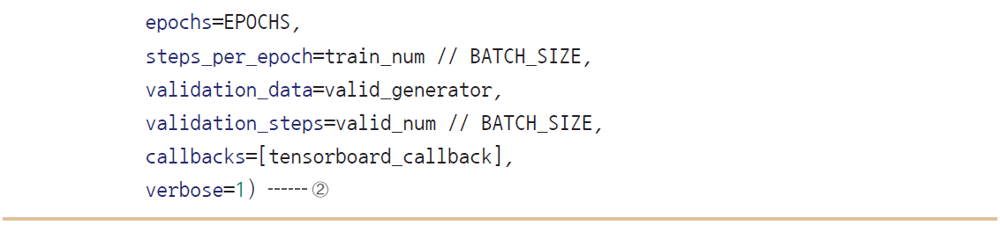 epochs=EPOCHS,
steps_per_epoch=train_num // BATCH_SIZE,
validation_data=valid_generator,
validation_steps=valid_num // BATCH_SIZE,
callbacks=[tensorboard_callback],
verbose=1) ------ ②